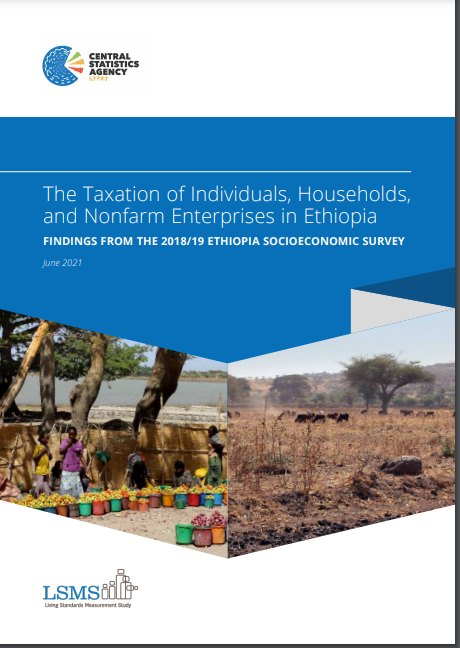 CENTRAL
STATISTICS
AGENCY
The Taxation of Individuals, Households,
and Nonfarm Enterprises in Ethiopia
FINDINGS FROM THE 2018/19 ETHIOPIA SOCIOECONOMIC SURVEY
June 2021
LSMS
Living Standards Measurement Study